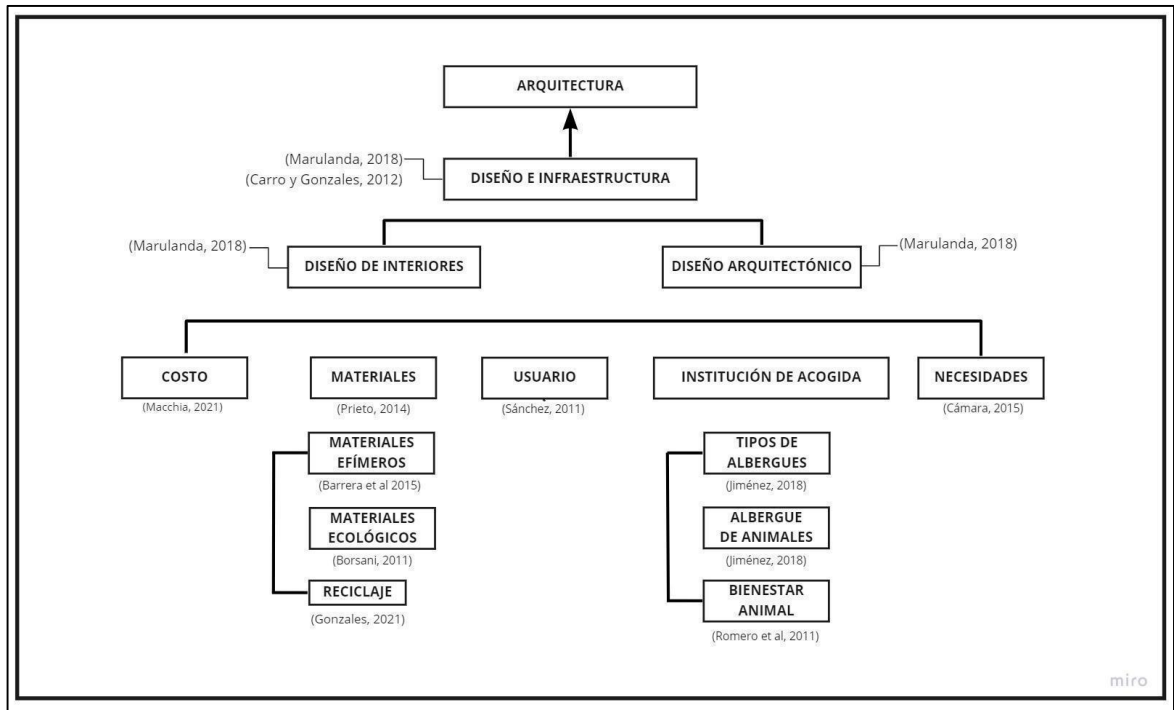 ARQUITECTURA
(Marulanda, 2018)
(Carro y Gonzales, 2012)
DISEÑO E INFRAESTRUCTURA
(Marulanda, 2018)
DISEÑO DE INTERIORES
DISEÑO ARQUITECTÓNICO
(Marulanda, 2018)
COSTO
(Macchia, 2021)
MATERIALES
(Prieto, 2014)
USUARIO
(Sánchez, 2011)
INSTITUCIÓN DE ACOGIDA
NECESIDADES
(Cámara, 2015)
MATERIALES
EFÍMEROS
(Barrera et al 2015)
MATERIALES
ECOLÓGICOS
(Borsani, 2011)
RECICLAJE
(Gonzales, 2021)
TIPOS DE
ALBERGUES
(Jiménez, 2018)
ALBERGUE
DE ANIMALES
(Jiménez, 2018)
BIENESTAR
ANIMAL
(Romero et al, 2011)
miro